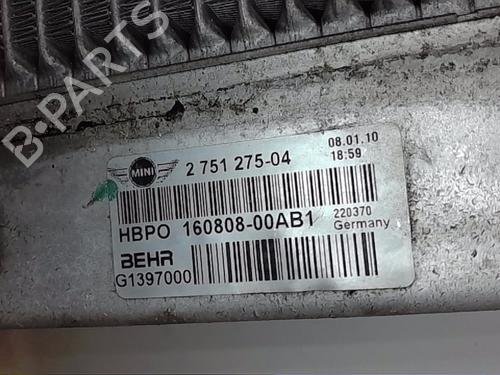 B-PARTS
MINI
2 751 275-04
08.01.10
18:59
HBPO 160808-00AB1
220370
Germany
BEHR
G1397000